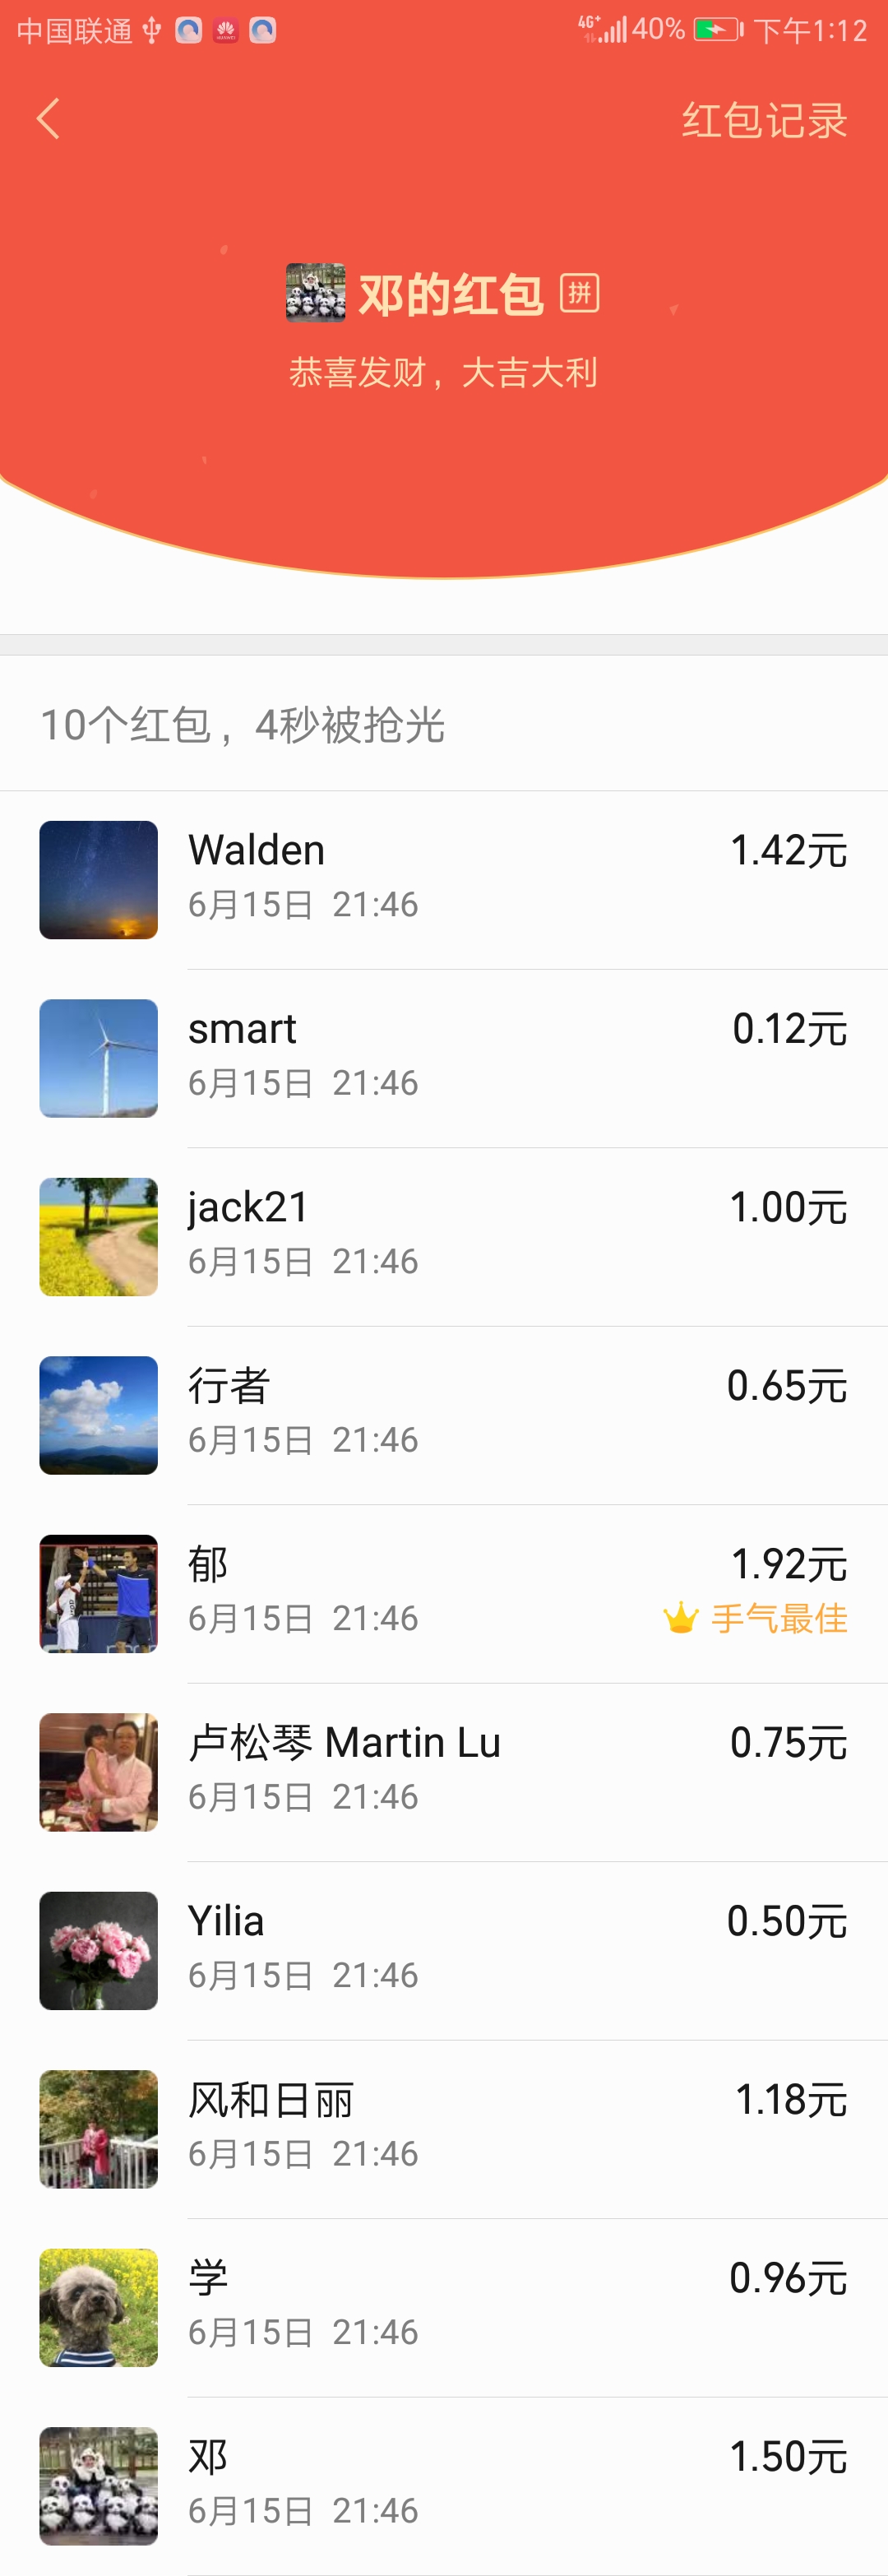 中国联通 4G+ 40% 下午1:12
红包记录
邓的红包 拼
恭喜发财，大吉大利
10个红包，4秒被抢光
Walden 1.42元
6月15日 21:46
smart 0.12元
6月15日 21:46
jack21 1.00元
6月15日 21:46
行者 0.65元
6月15日 21:46
郁 1.92元
6月15日 21:46 手气最佳
卢松琴 Martin Lu 0.75元
6月15日 21:46
Yilia 0.50元
6月15日 21:46
风和日丽 1.18元
6月15日 21:46
学 0.96元
6月15日 21:46
邓 1.50元
6月15日 21:46